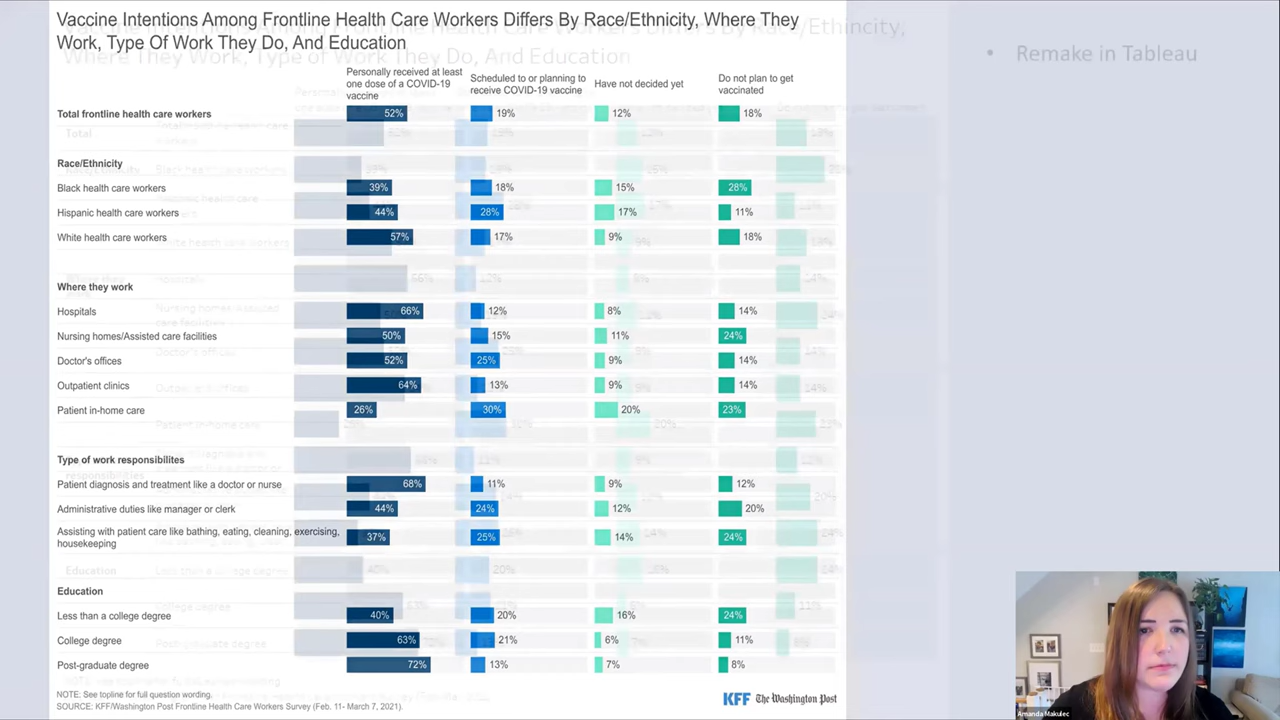 Vaccine Intentions Among Frontline Health Care Workers Differs By Race/Ethnicity, Where They
Work, Type Of Work They Do, And Education
• Remake in Tableau
Personally received at least
one dose of a COVID-19
vaccine
Scheduled to or planning to
receive COVID-19 vaccine
Have not decided yet
Do not plan to get
vaccinated
Total frontline health care workers 52% 19% 12% 18%
Race/Ethnicity
Black health care workers 39% 18% 15% 28%
Hispanic health care workers 44% 28% 17% 11%
White health care workers 57% 17% 9% 18%
Where they work
Hospitals 66% 12% 8% 14%
Nursing homes/Assisted care facilities 50% 15% 11% 24%
Doctor's offices 52% 25% 9% 14%
Outpatient clinics 64% 13% 9% 14%
Patient in-home care 26% 30% 20% 23%
Type of work responsibilites
Patient diagnosis and treatment like a doctor or nurse 68% 11% 9% 12%
Administrative duties like manager or clerk 44% 24% 12% 20%
Assisting with patient care like bathing, eating, cleaning, exercising,
housekeeping 37% 25% 14% 24%
Education
Less than a college degree 40% 20% 16% 24%
College degree 63% 21% 6% 11%
Post-graduate degree 72% 13% 7% 8%
NOTE: See topline for full question wording.
SOURCE: KFF/Washington Post Frontline Health Care Workers Survey (Feb. 11- March 7, 2021).
KFF The Washington Post
Amanda Makulec